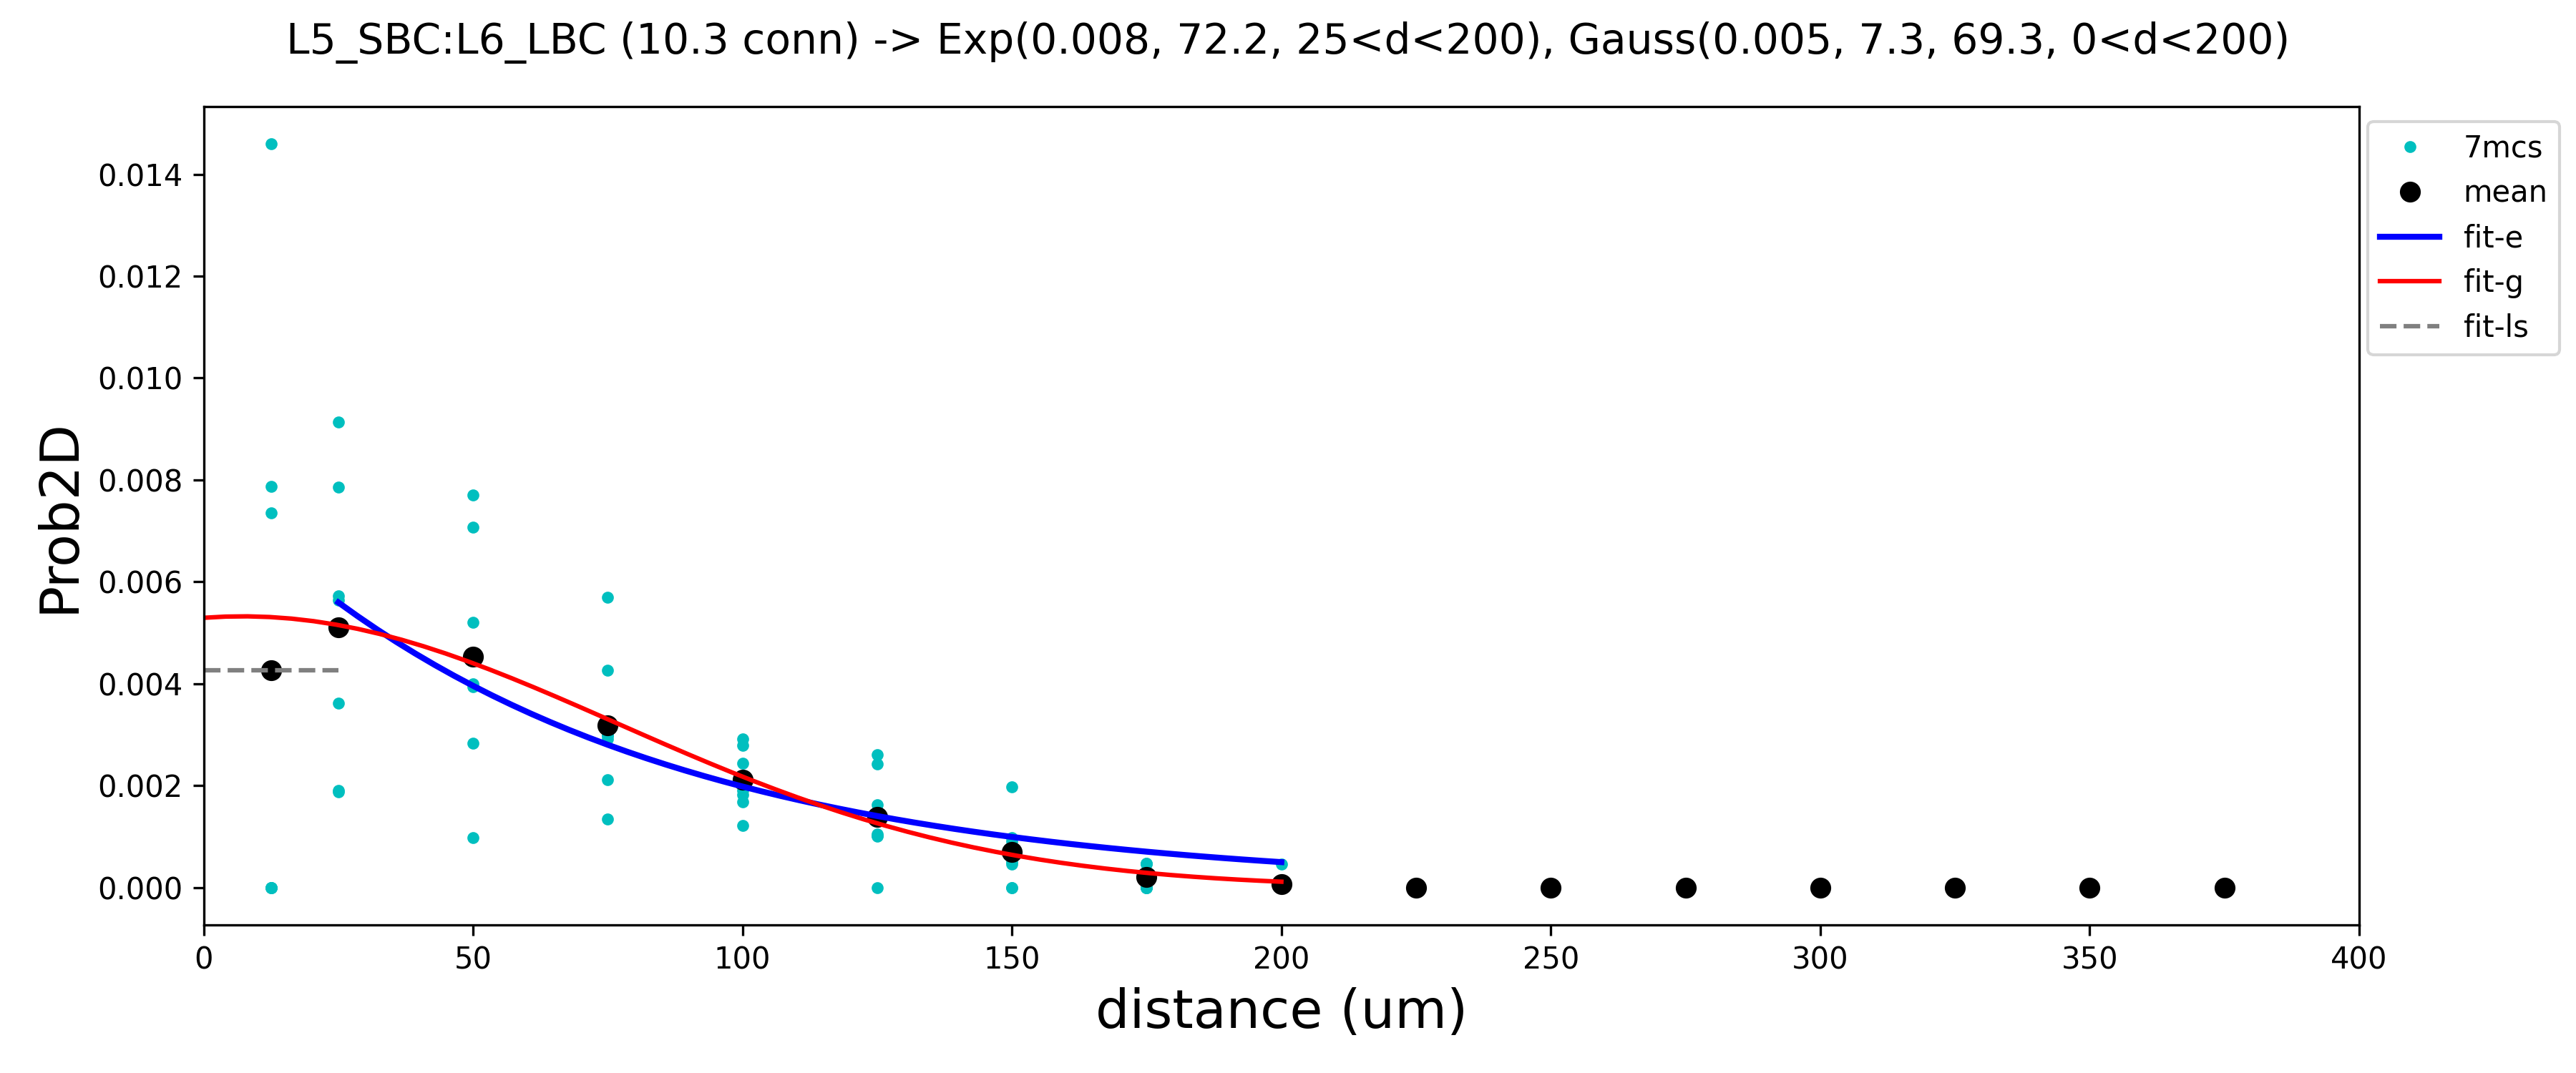 L5_SBC:L6_LBC (10.3 conn) -> Exp(0.008, 72.2, 25<d<200), Gauss(0.005, 7.3, 69.3, 0<d<200)
7mcs
mean
fit-e
fit-g
fit-ls
Prob2D
0.014
0.012
0.010
0.008
0.006
0.004
0.002
0.000
0 50 100 150 200 250 300 350 400
distance (um)